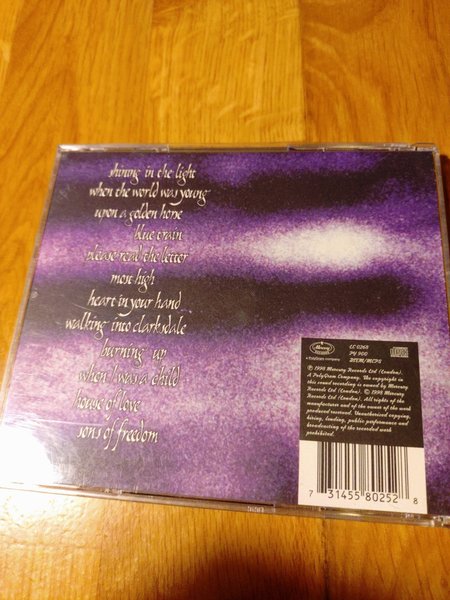 shining in the light
when the world was young
upon a golden horse
blue train
please read the letter
most high
heart in your hand
walking into clarksdale
burning up
when I was a child
house of love
sons of freedom
Mercury
RECORDS
A PolyGram Company
LC 0268
PY 900
BIEM/MCPS
℗ 1998 Mercury Records Ltd (London).
A PolyGram Company. The copyright in
this sound recording is owned by Mercury
Records Ltd (London). © 1998 Mercury
Records Ltd (London). All rights of the
manufacturer and of the owner of the work
produced reserved. Unauthorised copying,
hiring, lending, public performance and
broadcasting of the recorded work
prohibited.
7 31455 80252 8